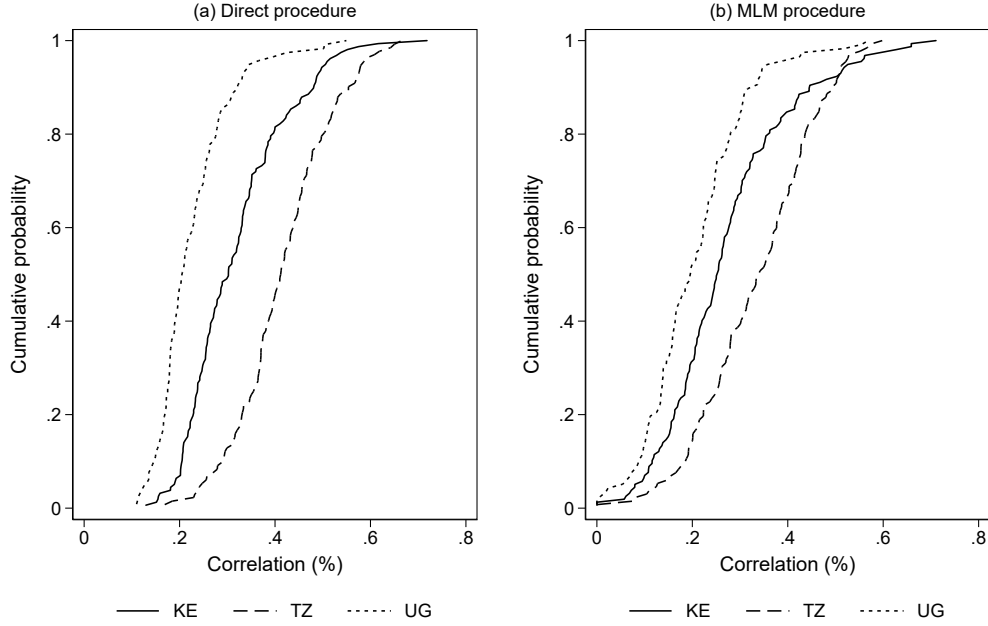 (a) Direct procedure
Cumulative probability
1
.8
.6
.4
.2
0
0 .2 .4 .6 .8
Correlation (%)
KE TZ UG
(b) MLM procedure
Cumulative probability
1
.8
.6
.4
.2
0
0 .2 .4 .6 .8
Correlation (%)
KE TZ UG